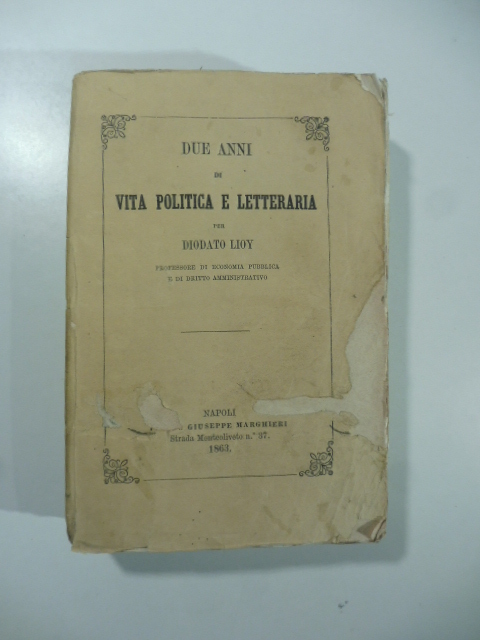 DUE ANNI
DI
VITA POLITICA E LETTERARIA
PER
DIODATO LIOY
PROFESSORE DI ECONOMIA PUBBLICA
E DI DRITTO AMMINISTRATIVO
NAPOLI
GIUSEPPE MARGHIERI
Strada Monteoliveto n.° 37.
1863.